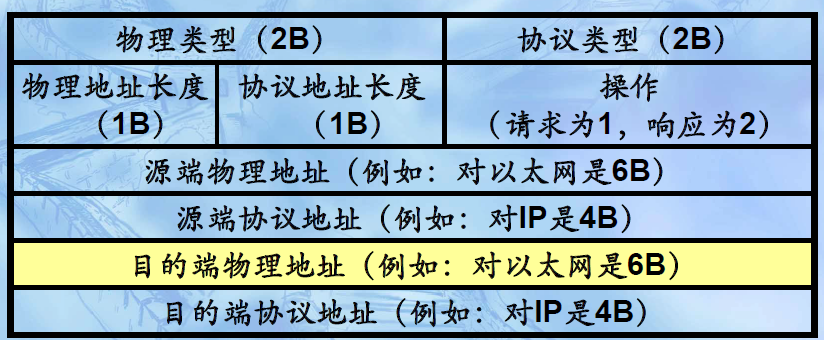 物理类型（2B） 协议类型（2B）
物理地址长度 协议地址长度 操作
（1B） （1B） （请求为1，响应为2）
源端物理地址（例如：对以太网是6B）
源端协议地址（例如：对IP是4B）
目的端物理地址（例如：对以太网是6B）
目的端协议地址（例如：对IP是4B）